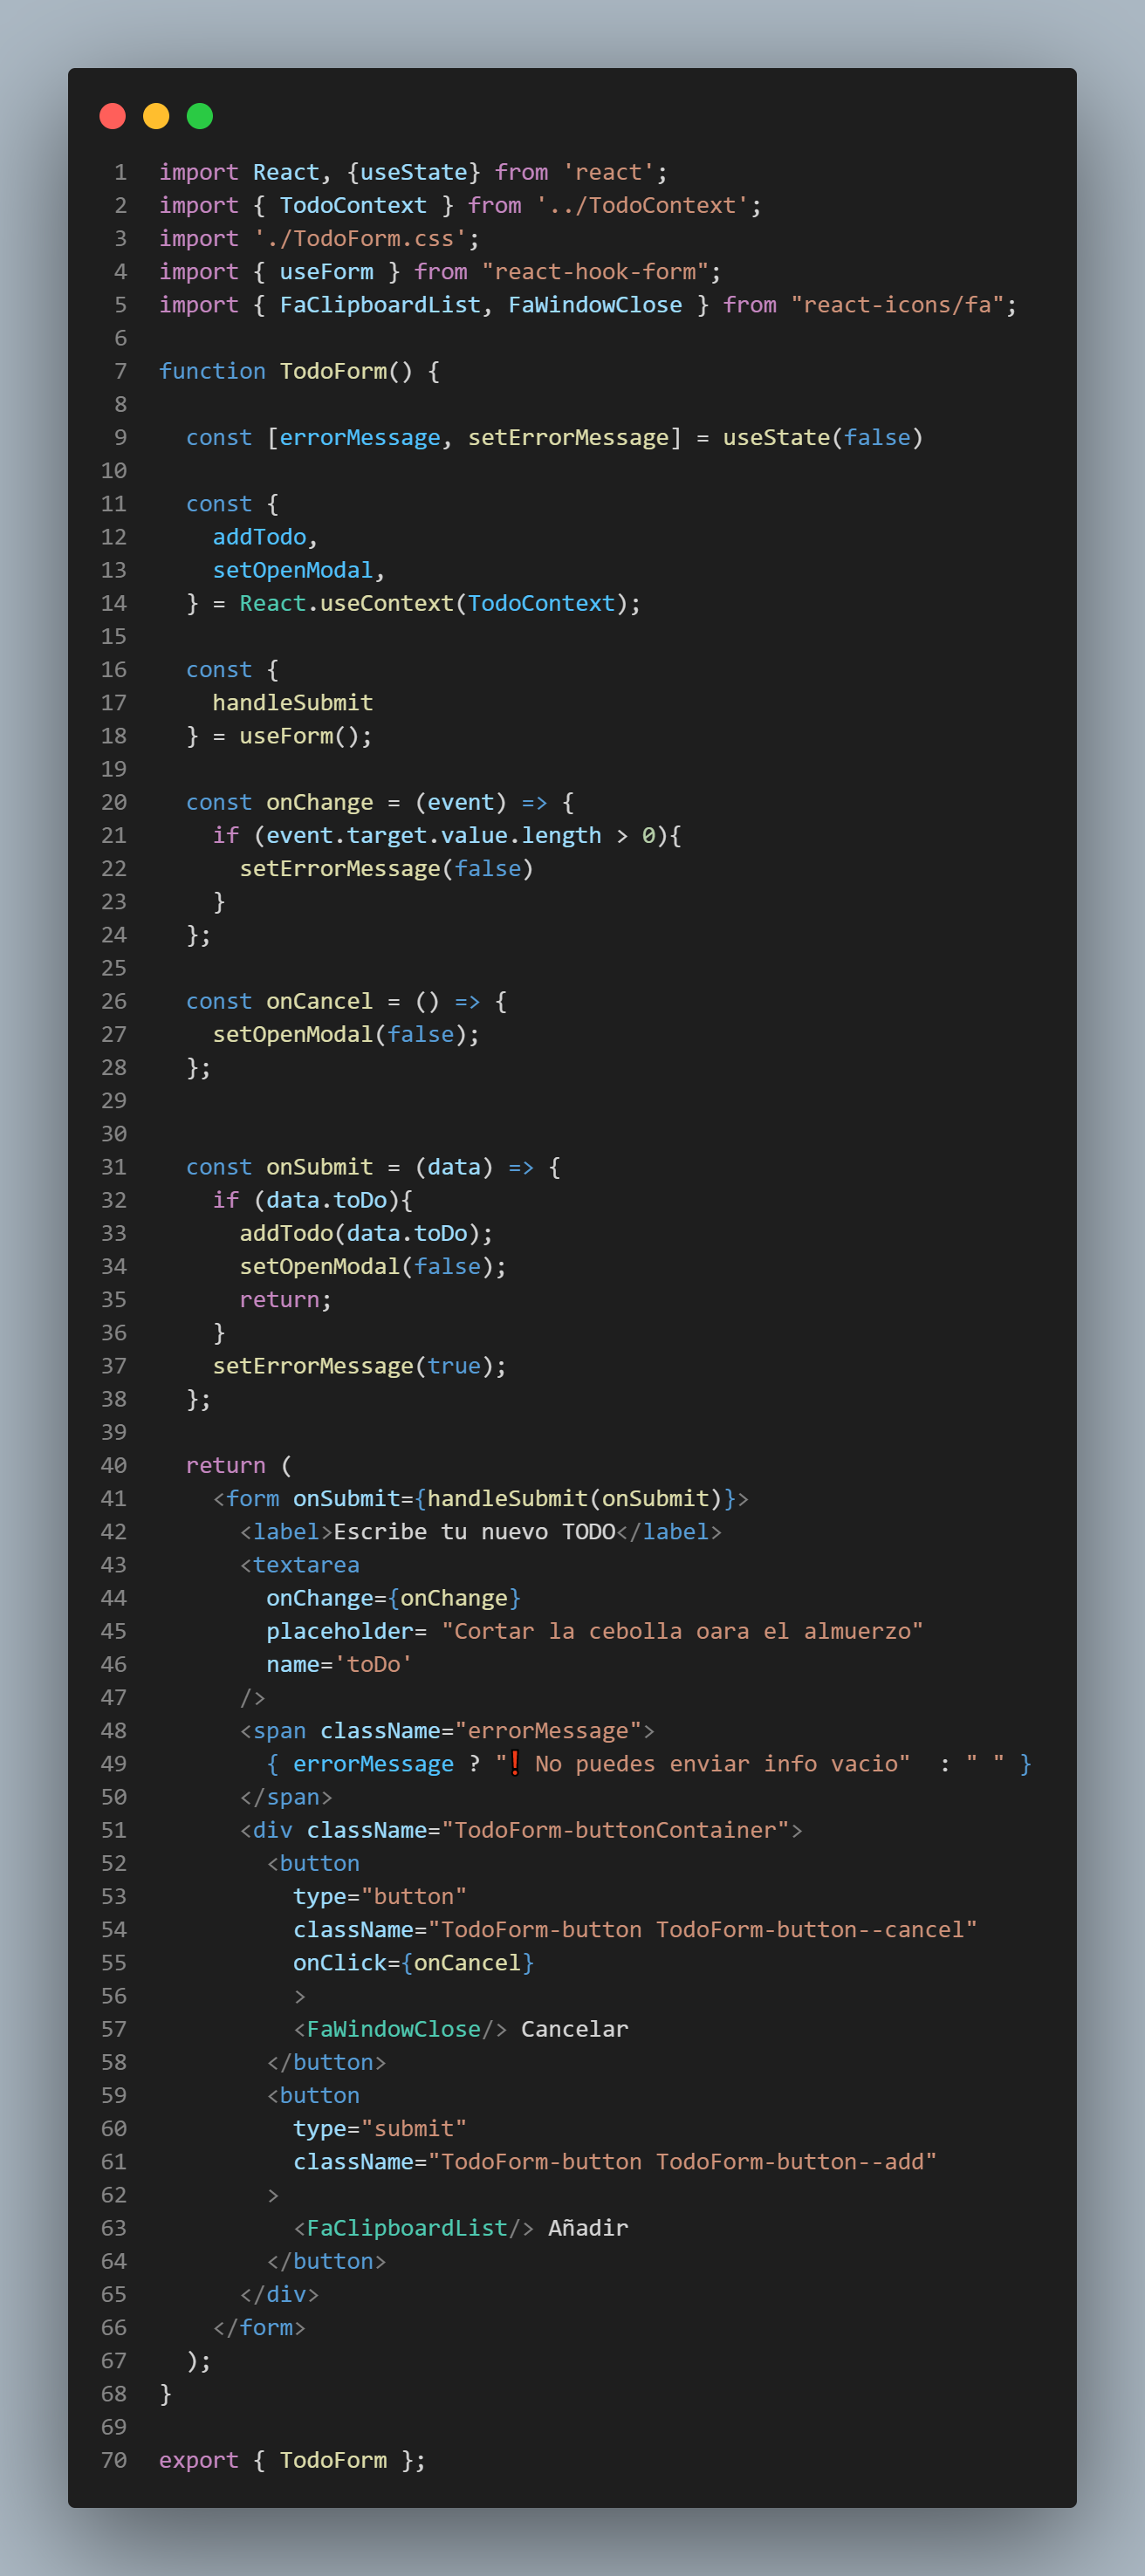 1 import React, {useState} from 'react';
2 import { TodoContext } from '../TodoContext';
3 import './TodoForm.css';
4 import { useForm } from "react-hook-form";
5 import { FaClipboardList, FaWindowClose } from "react-icons/fa";
6
7 function TodoForm() {
8
9   const [errorMessage, setErrorMessage] = useState(false)
10
11   const {
12     addTodo,
13     setOpenModal,
14   } = React.useContext(TodoContext);
15
16   const {
17     handleSubmit
18   } = useForm();
19
20   const onChange = (event) => {
21     if (event.target.value.length > 0){
22       setErrorMessage(false)
23     }
24   };
25
26   const onCancel = () => {
27     setOpenModal(false);
28   };
29
30
31   const onSubmit = (data) => {
32     if (data.toDo){
33       addTodo(data.toDo);
34       setOpenModal(false);
35       return;
36     }
37     setErrorMessage(true);
38   };
39
40   return (
41     <form onSubmit={handleSubmit(onSubmit)}>
42       <label>Escribe tu nuevo TODO</label>
43       <textarea
44         onChange={onChange}
45         placeholder= "Cortar la cebolla oara el almuerzo"
46         name='toDo'
47       />
48       <span className="errorMessage">
49         { errorMessage ? "❗ No puedes enviar info vacio"  : " " }
50       </span>
51       <div className="TodoForm-buttonContainer">
52         <button
53           type="button"
54           className="TodoForm-button TodoForm-button--cancel"
55           onClick={onCancel}
56           >
57           <FaWindowClose/> Cancelar
58         </button>
59         <button
60           type="submit"
61           className="TodoForm-button TodoForm-button--add"
62         >
63           <FaClipboardList/> Añadir
64         </button>
65       </div>
66     </form>
67   );
68 }
69
70 export { TodoForm };